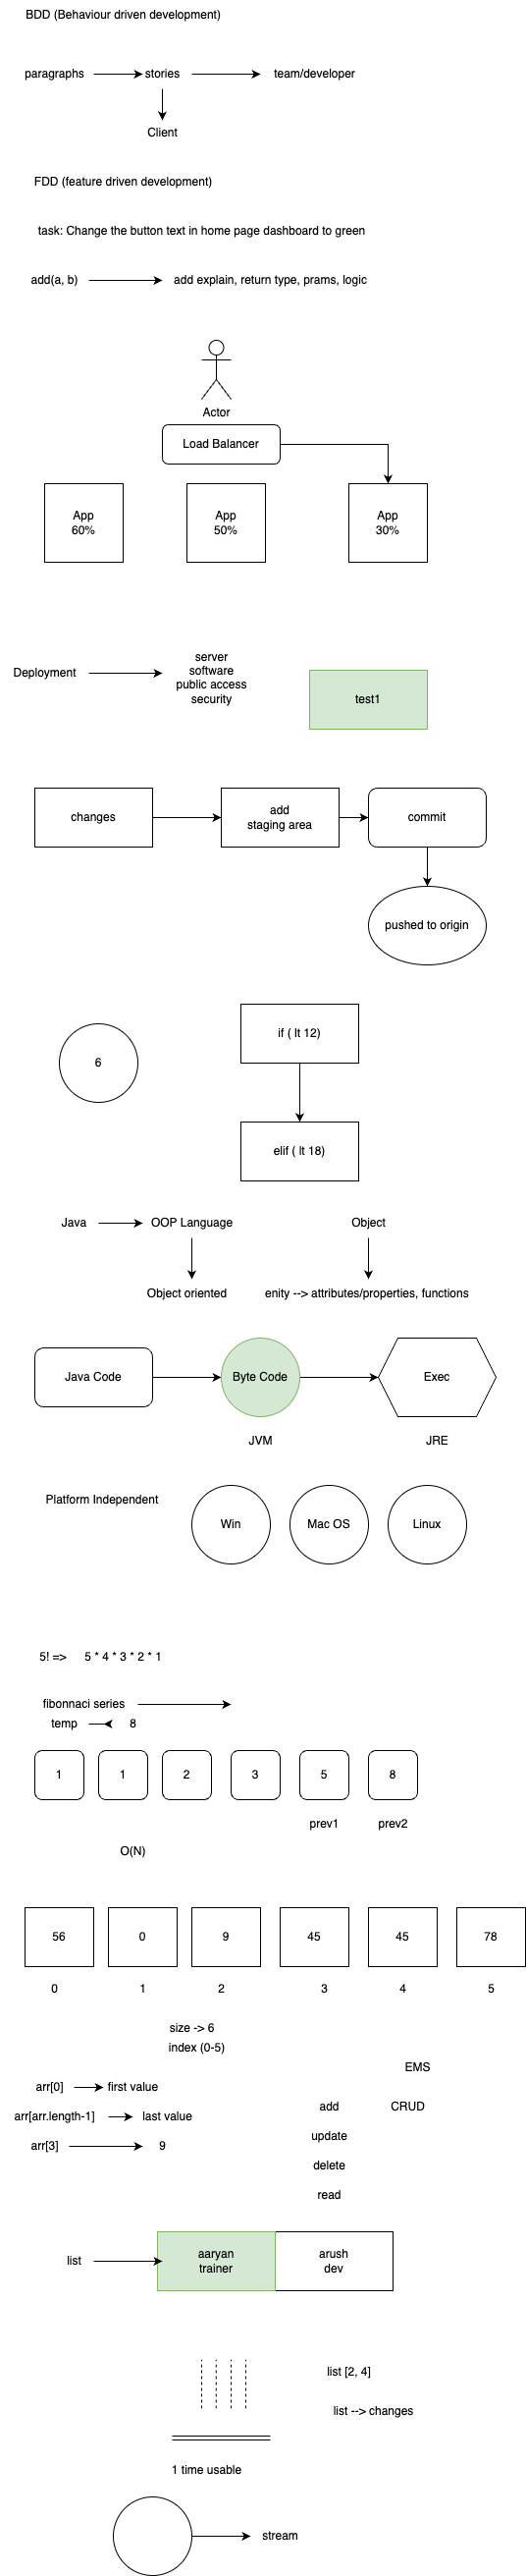 BDD (Behaviour driven development)
paragraphs stories team/developer
Client
FDD (feature driven development)
task: Change the button text in home page dashboard to green
add(a, b) add explain, return type, prams, logic
Actor
Load Balancer
App
60%
App
50%
App
30%
Deployment
server
software
public access
security
test1
changes
add
staging area
commit
pushed to origin
6
if ( lt 12)
elif ( lt 18)
Java OOP Language Object
Object oriented enity --> attributes/properties, functions
Java Code Byte Code Exec
JVM JRE
Platform Independent
Win Mac OS Linux
5! => 5 * 4 * 3 * 2 * 1
fibonnaci series
temp 8
1 1 2 3 5 8
prev1 prev2
O(N)
56 0 9 45 45 78
0 1 2 3 4 5
size -> 6
index (0-5)
EMS
arr[0] first value
add CRUD
arr[arr.length-1] last value
update
arr[3] 9
delete
read
list
aaryan
trainer
arush
dev
list [2, 4]
list --> changes
1 time usable
stream